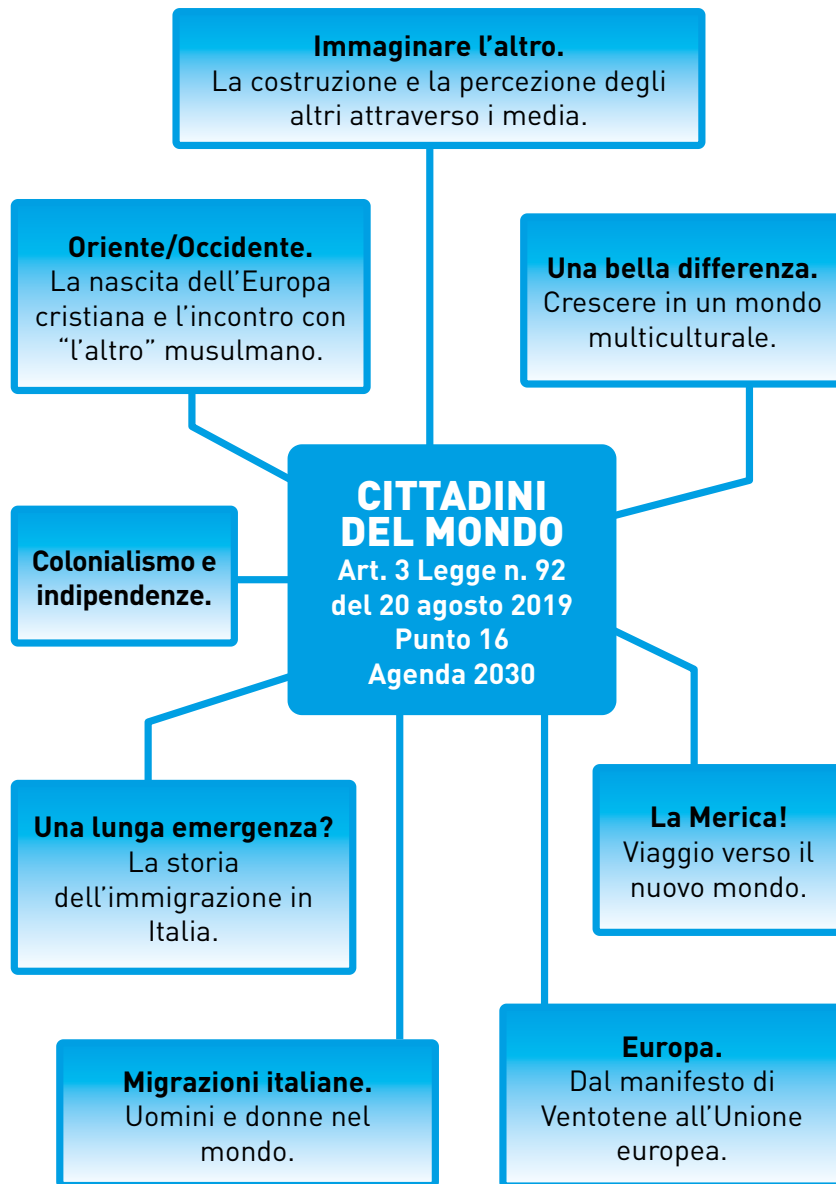 Immaginare l’altro.
La costruzione e la percezione degli
altri attraverso i media.
Oriente/Occidente.
La nascita dell’Europa
cristiana e l’incontro con
“l’altro” musulmano.
Una bella differenza.
Crescere in un mondo
multiculturale.
CITTADINI
DEL MONDO
Art. 3 Legge n. 92
del 20 agosto 2019
Punto 16
Agenda 2030
Colonialismo e
indipendenze.
Una lunga emergenza?
La storia
dell’immigrazione in
Italia.
La Merica!
Viaggio verso il
nuovo mondo.
Migrazioni italiane.
Uomini e donne nel
mondo.
Europa.
Dal manifesto di
Ventotene all’Unione
europea.